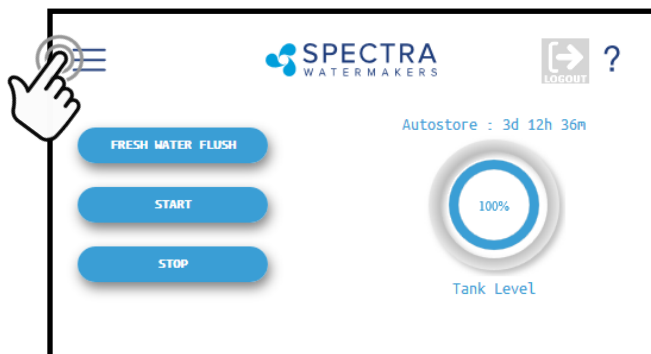 SPECTRA
WATERMAKERS
LOGOUT
?
Autostore : 3d 12h 36m
FRESH WATER FLUSH
START
100%
STOP
Tank Level